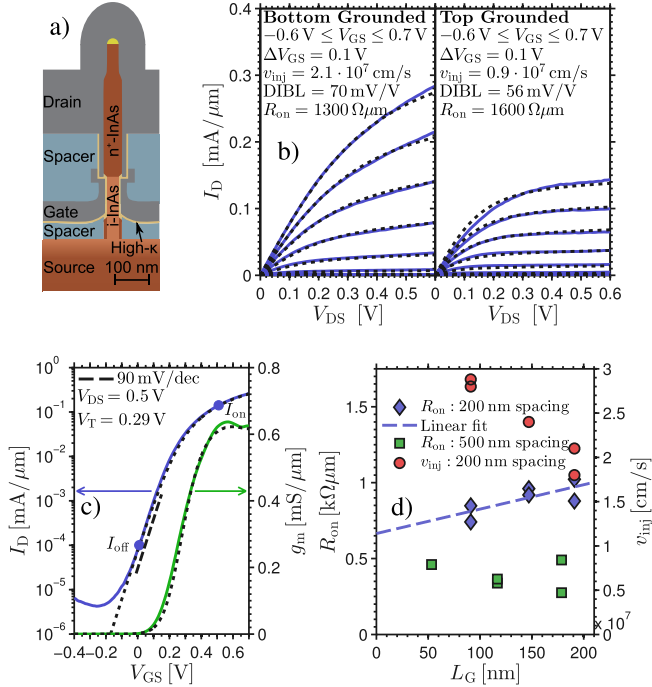 a)
Drain
n⁺-InAs
Spacer
i-InAs
Gate
Spacer
High-κ
Source
100 nm
Bottom Grounded
−0.6 V ≤ V_GS ≤ 0.7 V
ΔV_GS = 0.1 V
v_inj = 2.1 · 10⁷ cm/s
DIBL = 70 mV/V
R_on = 1300 Ωμm
b)
Top Grounded
−0.6 V ≤ V_GS ≤ 0.7 V
ΔV_GS = 0.1 V
v_inj = 0.9 · 10⁷ cm/s
DIBL = 56 mV/V
R_on = 1600 Ωμm
I_D [mA/μm]
0.4
0.3
0.2
0.1
0
0 0.1 0.2 0.3 0.4 0.5 0 0.1 0.2 0.3 0.4 0.5 0.6
V_DS [V]
V_DS [V]
90 mV/dec
V_DS = 0.5 V
V_T = 0.29 V
I_on
I_off
c)
I_D [mA/μm]
10⁰
10⁻¹
10⁻²
10⁻³
10⁻⁴
10⁻⁵
10⁻⁶
−0.4 −0.2 0 0.2 0.4 0.6
V_GS [V]
0.8
0.6
0.4
0.2
0
g_m [mS/μm]
R_on : 200 nm spacing
Linear fit
R_on : 500 nm spacing
v_inj : 200 nm spacing
d)
R_on [kΩμm]
1.5
1
0.5
0
0 50 100 150 200
L_G [nm]
3
2.5
2
1.5
1
0.5
0
× 10⁷
v_inj [cm/s]